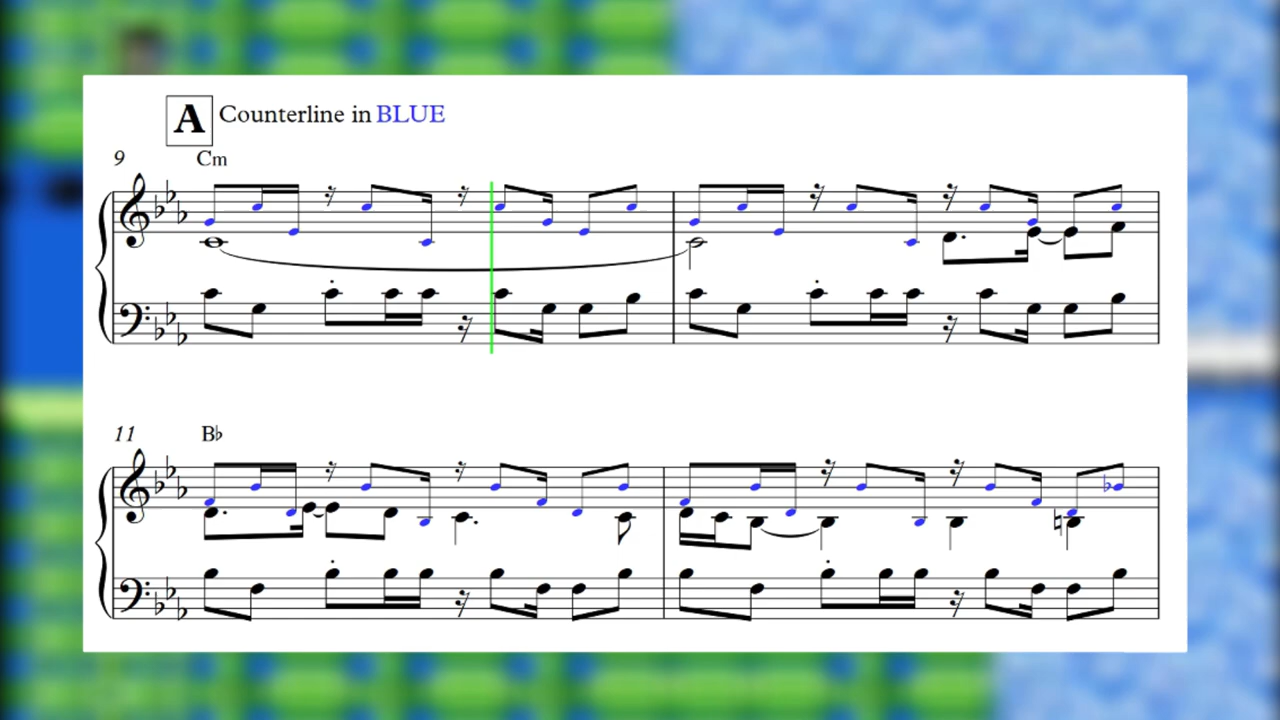 A Counterline in BLUE
9 Cm
11 B♭